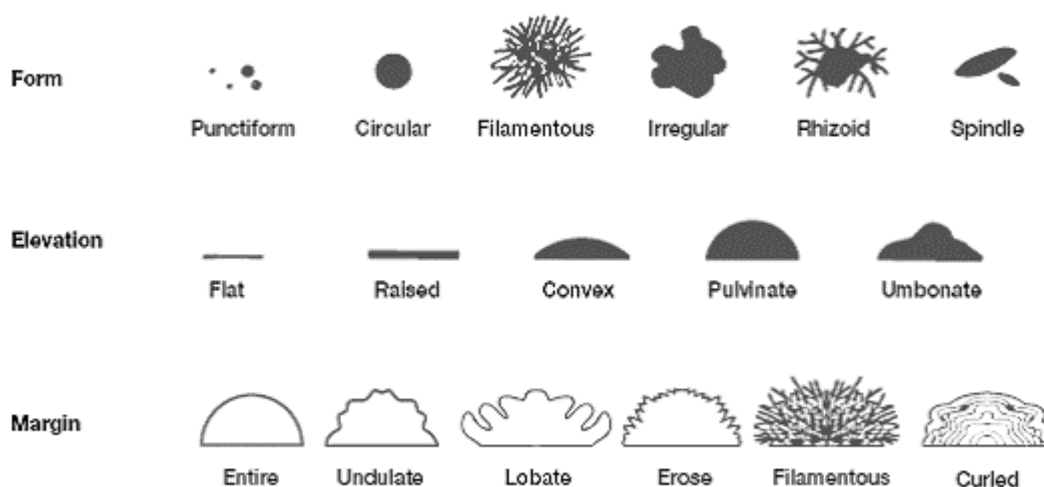 Form
Punctiform Circular Filamentous Irregular Rhizoid Spindle
Elevation
Flat Raised Convex Pulvinate Umbonate
Margin
Entire Undulate Lobate Erose Filamentous Curled